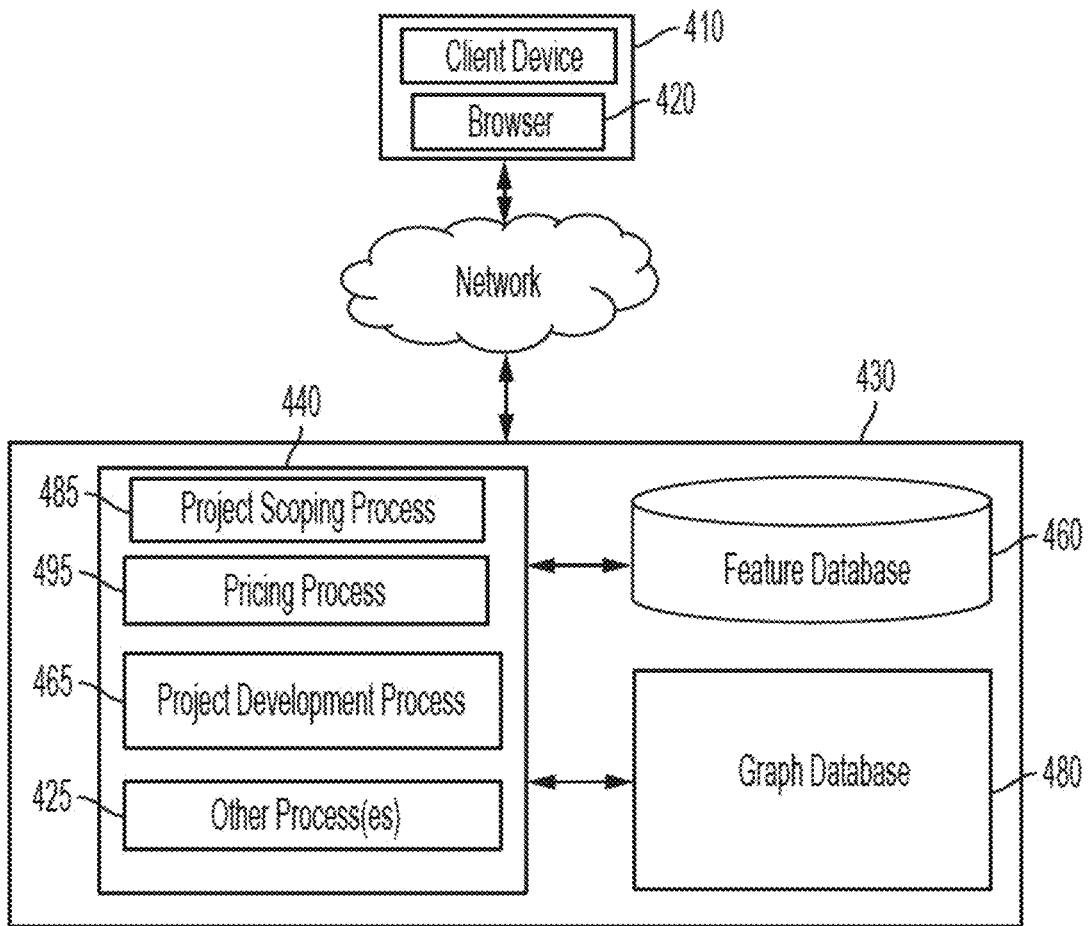 Client Device
410
Browser
420
Network
430
440
485
Project Scoping Process
495
Pricing Process
Feature Database
460
465
Project Development Process
Graph Database
480
425
Other Process(es)